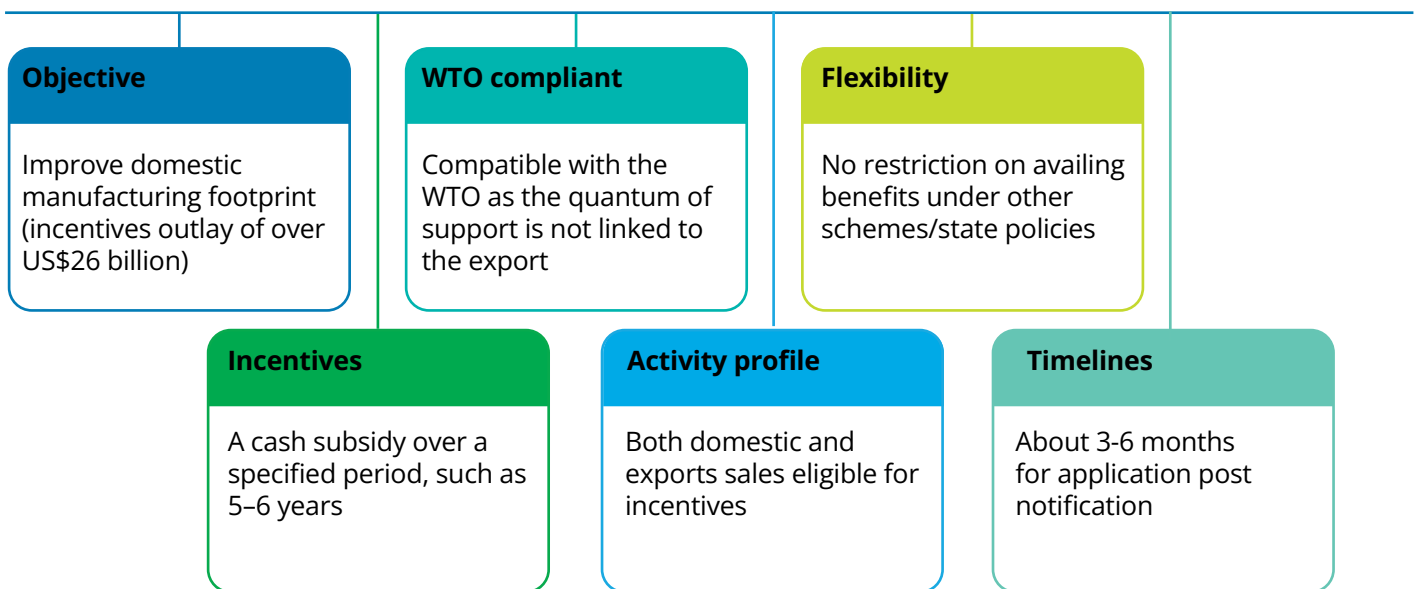 Objective
Improve domestic
manufacturing footprint
(incentives outlay of over
US$26 billion)
WTO compliant
Compatible with the
WTO as the quantum of
support is not linked to
the export
Flexibility
No restriction on availing
benefits under other
schemes/state policies
Incentives
A cash subsidy over a
specified period, such as
5–6 years
Activity profile
Both domestic and
exports sales eligible for
incentives
Timelines
About 3-6 months
for application post
notification